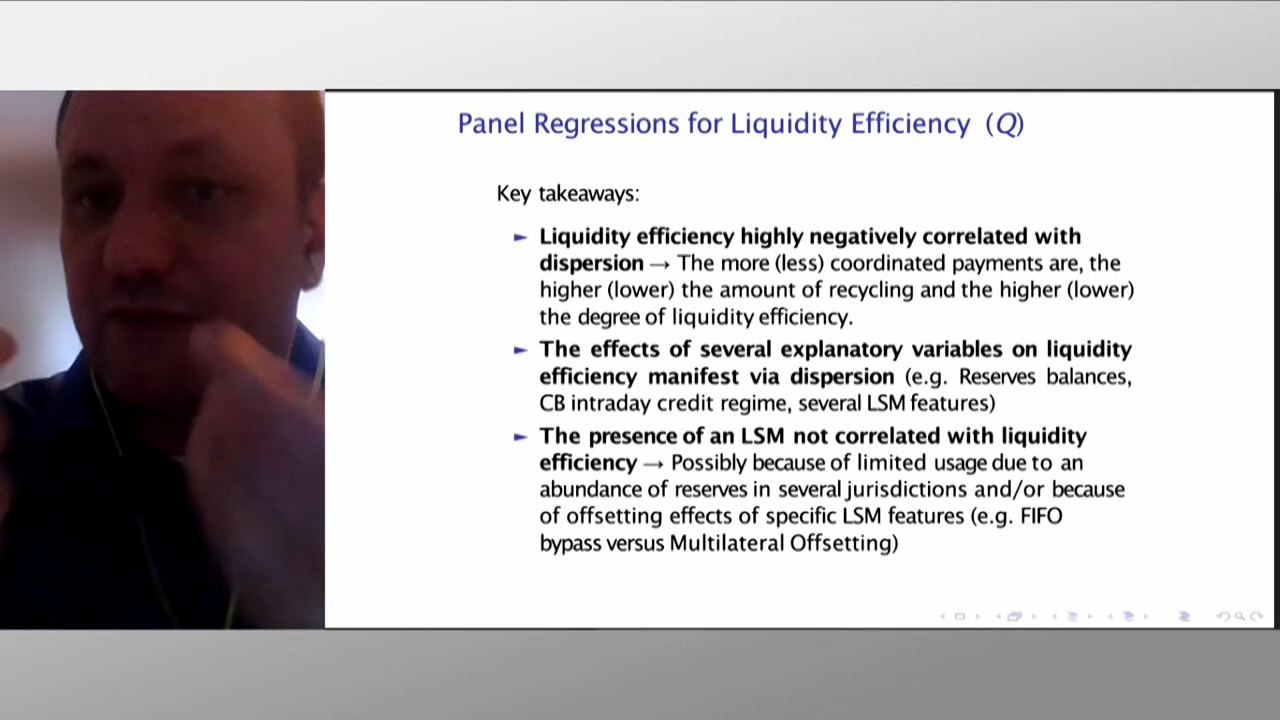 Panel Regressions for Liquidity Efficiency (Q)
Key takeaways:
► Liquidity efficiency highly negatively correlated with
dispersion → The more (less) coordinated payments are, the
higher (lower) the amount of recycling and the higher (lower)
the degree of liquidity efficiency.
► The effects of several explanatory variables on liquidity
efficiency manifest via dispersion (e.g. Reserves balances,
CB intraday credit regime, several LSM features)
► The presence of an LSM not correlated with liquidity
efficiency → Possibly because of limited usage due to an
abundance of reserves in several jurisdictions and/or because
of offsetting effects of specific LSM features (e.g. FIFO
bypass versus Multilateral Offsetting)